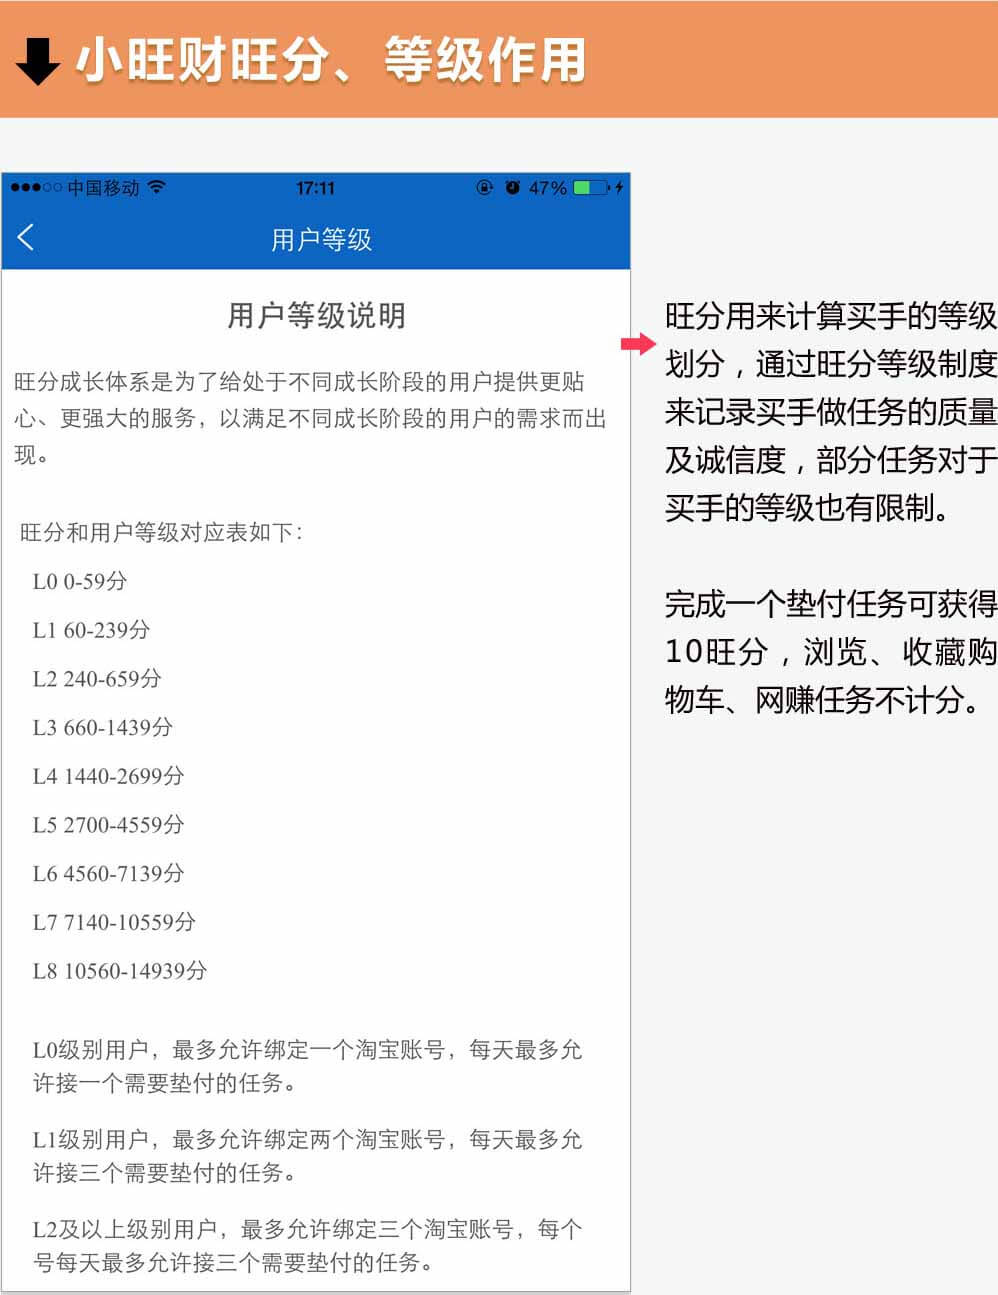 小旺财旺分、等级作用
中国移动 17:11 47%
用户等级
用户等级说明
旺分成长体系是为了给处于不同成长阶段的用户提供更贴
心、更强大的服务，以满足不同成长阶段的用户的需求而出
现。
旺分和用户等级对应表如下：
L0 0-59分
L1 60-239分
L2 240-659分
L3 660-1439分
L4 1440-2699分
L5 2700-4559分
L6 4560-7139分
L7 7140-10559分
L8 10560-14939分
L0级别用户，最多允许绑定一个淘宝账号，每天最多允
许接一个需要垫付的任务。
L1级别用户，最多允许绑定两个淘宝账号，每天最多允
许接三个需要垫付的任务。
L2及以上级别用户，最多允许绑定三个淘宝账号，每个
号每天最多允许接三个需要垫付的任务。
旺分用来计算买手的等级
划分，通过旺分等级制度
来记录买手做任务的质量
及诚信度，部分任务对于
买手的等级也有限制。
完成一个垫付任务可获得
10旺分，浏览、收藏购
物车、网赚任务不计分。